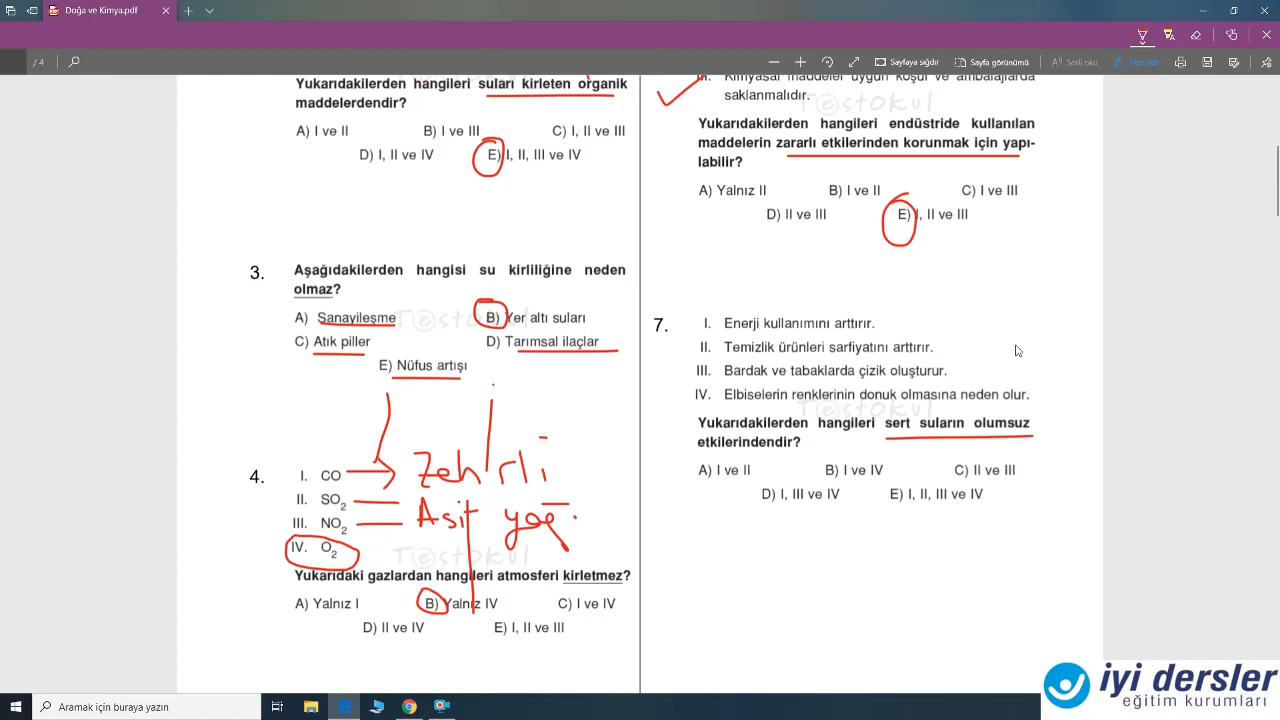 Doğa ve Kimya.pdf
/ 4
Sayfaya sığdır
Sayfa görünümü
Sesli oku
Yukarıdakilerden hangileri suları kirleten organik
maddelerdendir?
A) I ve II B) I ve III C) I, II ve III
D) I, II ve IV E) I, II, III ve IV
3. Aşağıdakilerden hangisi su kirliliğine neden
olmaz?
A) Sanayileşme B) Yer altı suları
C) Atık piller D) Tarımsal ilaçlar
E) Nüfus artışı
4. I. CO Zehirli
II. SO2
III. NO2 Asit yağ.
IV. O2
Yukarıdaki gazlardan hangileri atmosferi kirletmez?
A) Yalnız I B) Yalnız IV C) I ve IV
D) II ve IV E) I, II ve III
III. Kimyasal maddeler uygun koşul ve ambalajlarda
saklanmalıdır.
Yukarıdakilerden hangileri endüstride kullanılan
maddelerin zararlı etkilerinden korunmak için yapı-
labilir?
A) Yalnız II B) I ve II C) I ve III
D) II ve III E) I, II ve III
7. I. Enerji kullanımını arttırır.
II. Temizlik ürünleri sarfiyatını arttırır.
III. Bardak ve tabaklarda çizik oluşturur.
IV. Elbiselerin renklerinin donuk olmasına neden olur.
Yukarıdakilerden hangileri sert suların olumsuz
etkilerindendir?
A) I ve II B) I ve IV C) II ve III
D) I, III ve IV E) I, II, III ve IV
Aramak için buraya yazın
iyi dersler
eğitim kurumları